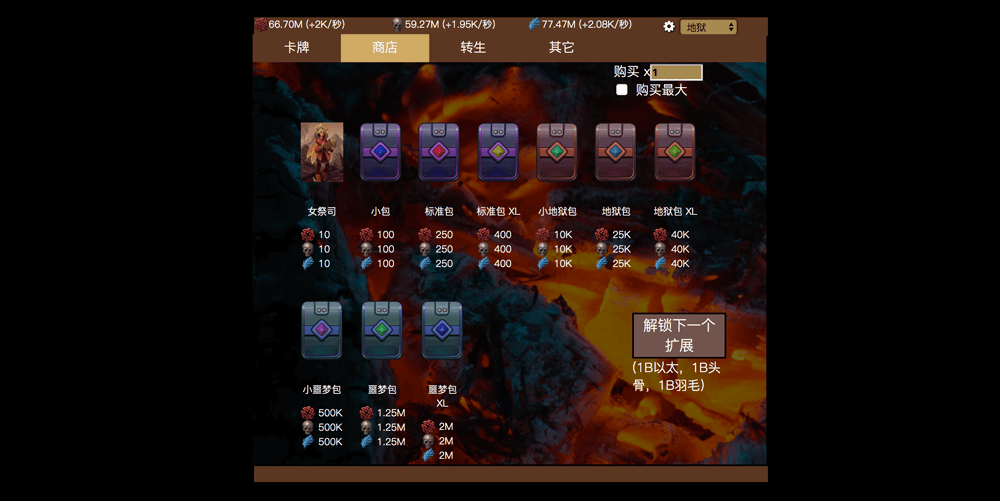 66.70M (+2K/秒) 59.27M (+1.95K/秒) 77.47M (+2.08K/秒) 地狱
卡牌 商店 转生 其它
购买 x1
购买最大
女祭司 小包 标准包 标准包 XL 小地狱包 地狱包 地狱包 XL
10 100 250 400 10K 25K 40K
10 100 250 400 10K 25K 40K
10 100 250 400 10K 25K 40K
解锁下一个
扩展
(1B以太，1B头
骨，1B羽毛)
小噩梦包 噩梦包 噩梦包
XL
500K 1.25M 2M
500K 1.25M 2M
500K 1.25M 2M